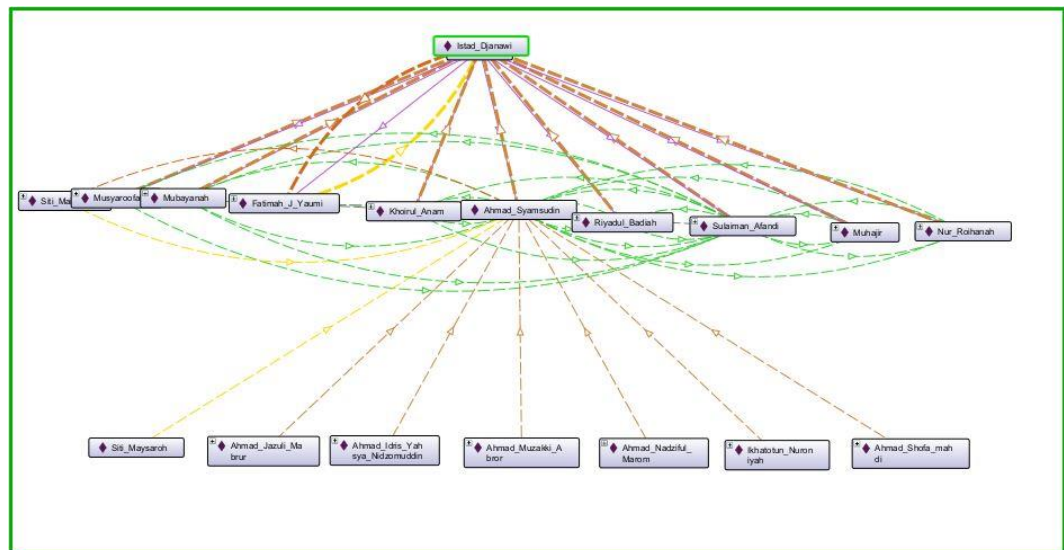 Istad_Djanawi
Siti_Ma
Musyaroofa
Mubayanah
Fatimah_J_Yaumi
Khoirul_Anam
Ahmad_Syamsudin
Riyadul_Badiah
Sulaiman_Afandi
Muhajir
Nur_Roihanah
Siti_Maysaroh
Ahmad_Jazuli_Ma
brur
Ahmad_Idris_Yah
sya_Nidzomuddin
Ahmad_Muzakki_A
bror
Ahmad_Nadziful_
Marom
Ikhatotun_Nuron
iyah
Ahmad_Shofa_mah
di